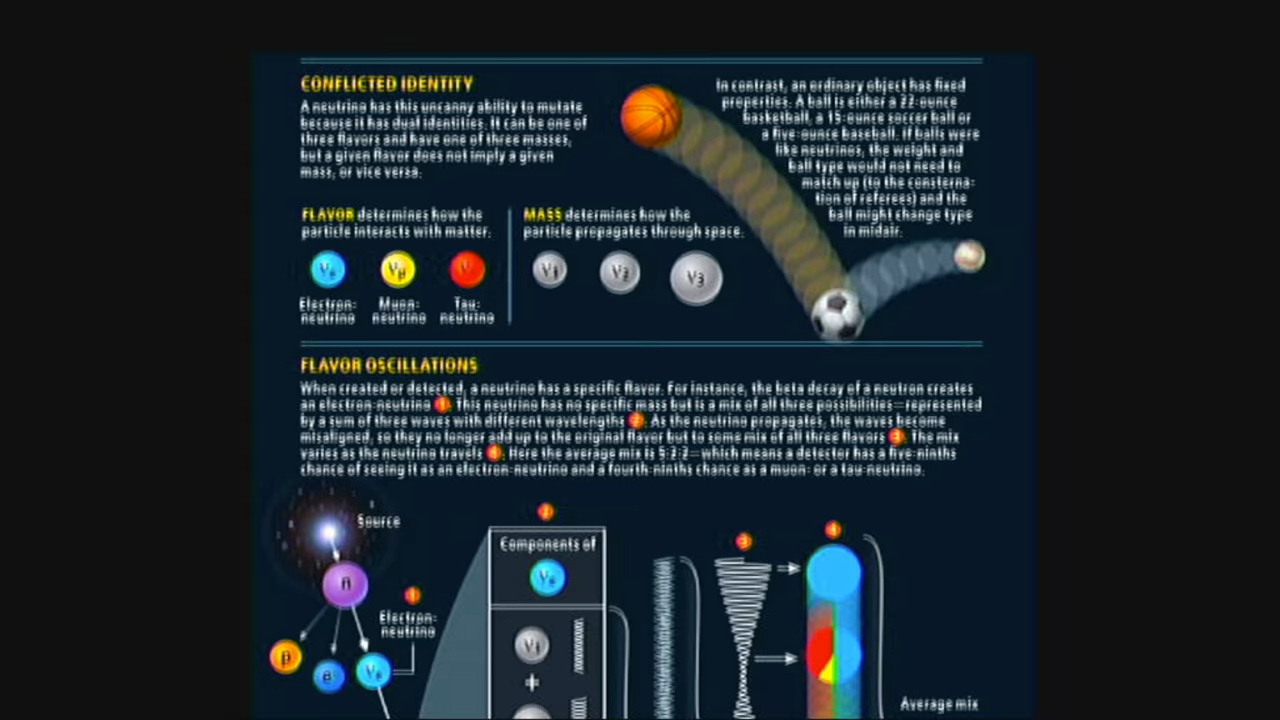 CONFLICTED IDENTITY
A neutrino has this uncanny ability to mutate
because it has dual identities. It can be one of
three flavors and have one of three masses,
but a given flavor does not imply a given
mass, or vice versa.
In contrast, an ordinary object has fixed
properties. A ball is either a 22-ounce
basketball, a 15-ounce soccer ball or
a five-ounce baseball. If balls were
like neutrinos, the weight and
ball type would not need to
match up (to the consterna-
tion of referees) and the
ball might change type
in midair.
FLAVOR determines how the
particle interacts with matter.
MASS determines how the
particle propagates through space.
Ve Vμ V
V1 V2 V3
Electron-
neutrino
Muon-
neutrino
Tau-
neutrino
FLAVOR OSCILLATIONS
When created or detected, a neutrino has a specific flavor. For instance, the beta decay of a neutron creates
an electron-neutrino 1. This neutrino has no specific mass but is a mix of all three possibilities—represented
by a sum of three waves with different wavelengths 2. As the neutrino propagates, the waves become
misaligned, so they no longer add up to the original flavor but to some mix of all three flavors 3. The mix
varies as the neutrino travels 4. Here the average mix is 5:2:2—which means a detector has a five-ninths
chance of seeing it as an electron-neutrino and a fourth-ninths chance as a muon- or a tau-neutrino.
Source
n
p
e
Ve
1
Electron-
neutrino
2
Components of
Ve
V1
+
3
4
Average mix